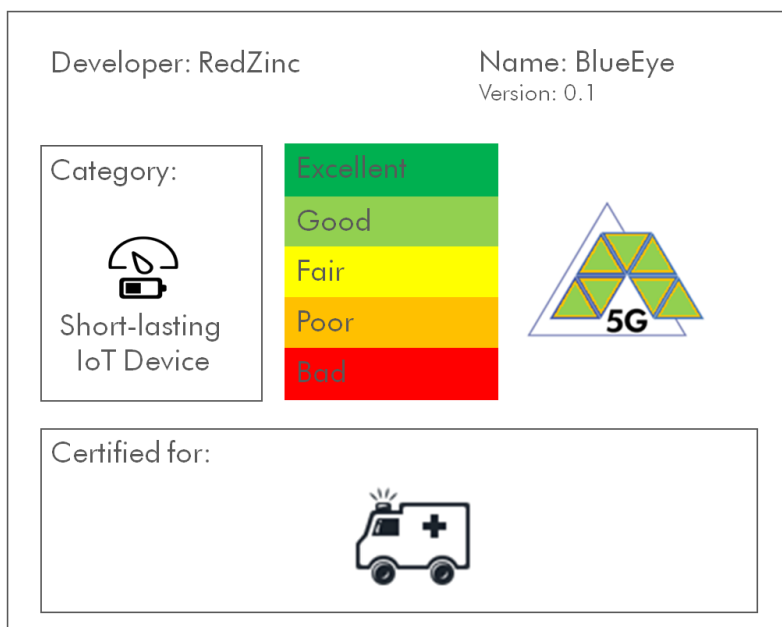 Developer: RedZinc
Name: BlueEye
Version: 0.1
Category:
Short-lasting
IoT Device
Excellent
Good
Fair
Poor
Bad
5G
Certified for: